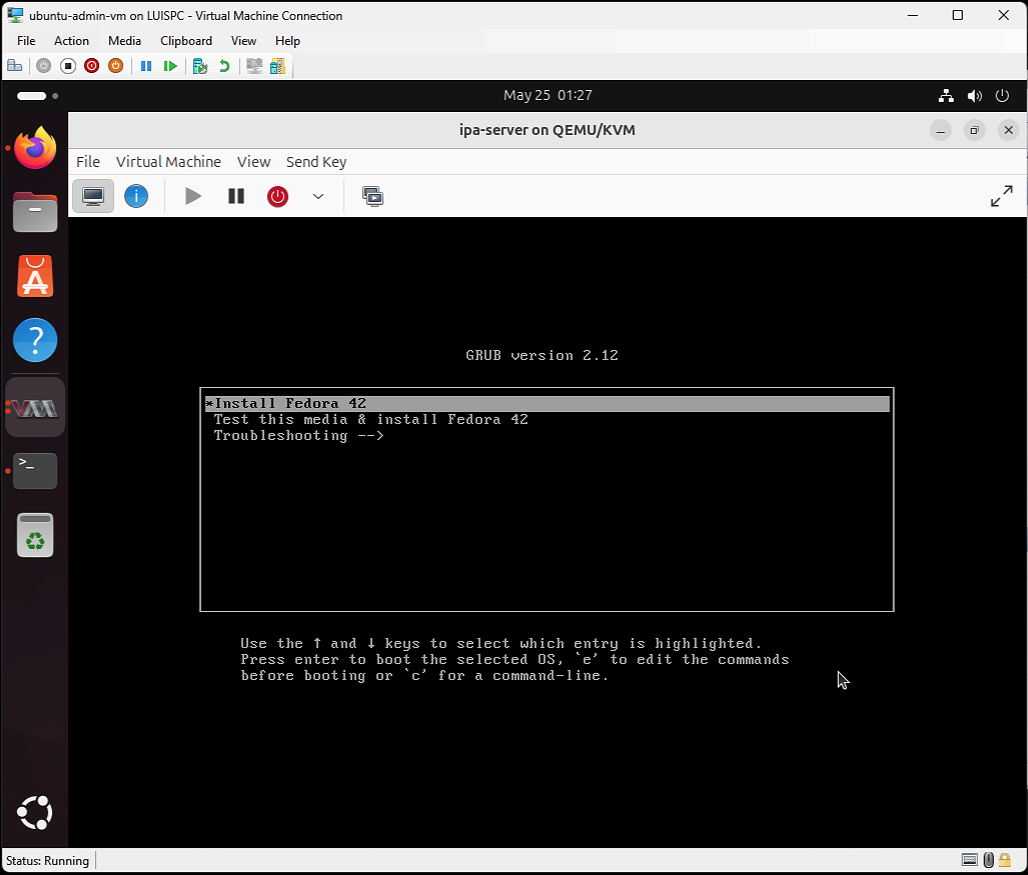 ubuntu-admin-vm on LUISPC - Virtual Machine Connection
File Action Media Clipboard View Help
May 25 01:27
ipa-server on QEMU/KVM
File Virtual Machine View Send Key
GRUB version 2.12
*Install Fedora 42
Test this media & install Fedora 42
Troubleshooting -->
Use the ↑ and ↓ keys to select which entry is highlighted.
Press enter to boot the selected OS, `e' to edit the commands
before booting or `c' for a command-line.
Status: Running